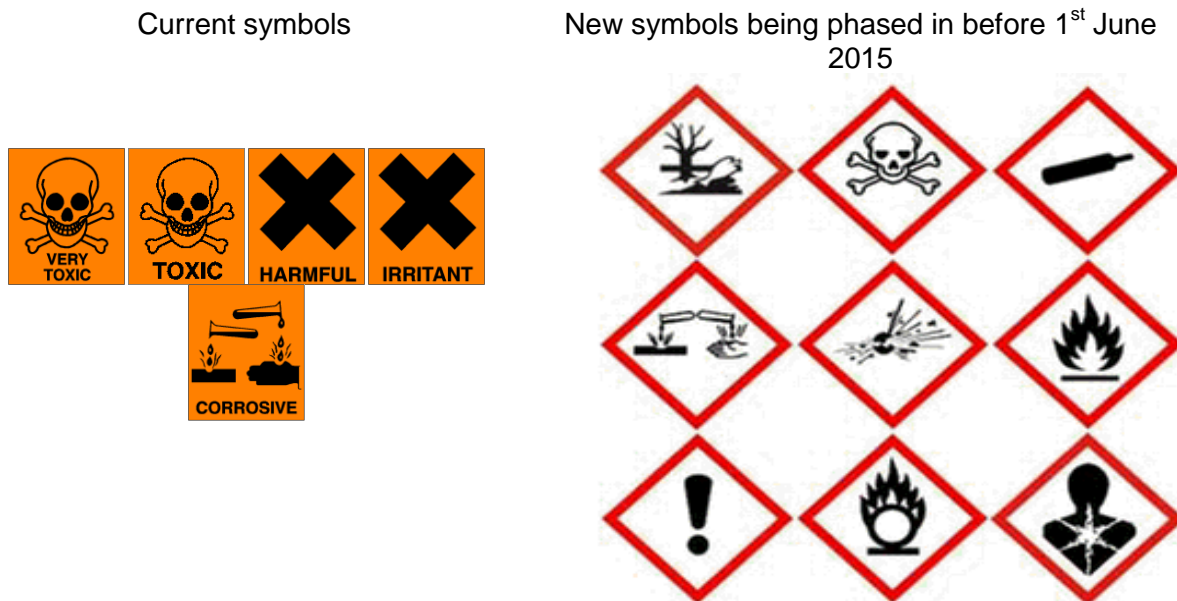 Current symbols
New symbols being phased in before 1st June
2015
VERY
TOXIC
TOXIC
HARMFUL
IRRITANT
CORROSIVE